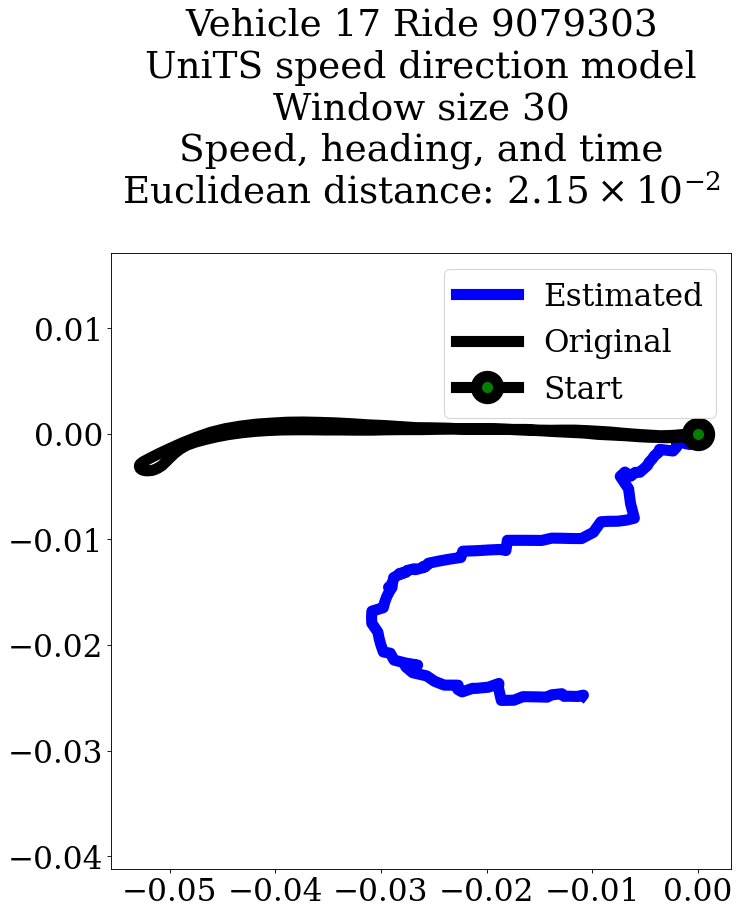 Vehicle 17 Ride 9079303
UniTS speed direction model
Window size 30
Speed, heading, and time
Euclidean distance: 2.15 × 10⁻²
Estimated
Original
Start
0.01
0.00
−0.01
−0.02
−0.03
−0.04
−0.05 −0.04 −0.03 −0.02 −0.01 0.00